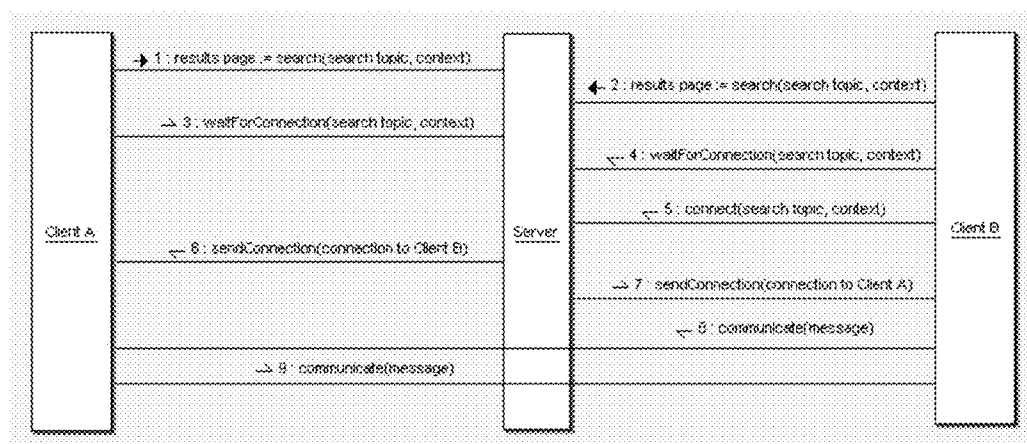 1 : results page := search(search topic, context)
2 : results page := search(search topic, context)
3 : waitForConnection(search topic, context)
4 : waitForConnection(search topic, context)
5 : connect(search topic, context)
Client A
Server
Client B
6 : sendConnection(connection to Client B)
7 : sendConnection(connection to Client A)
8 : communicate(message)
9 : communicate(message)